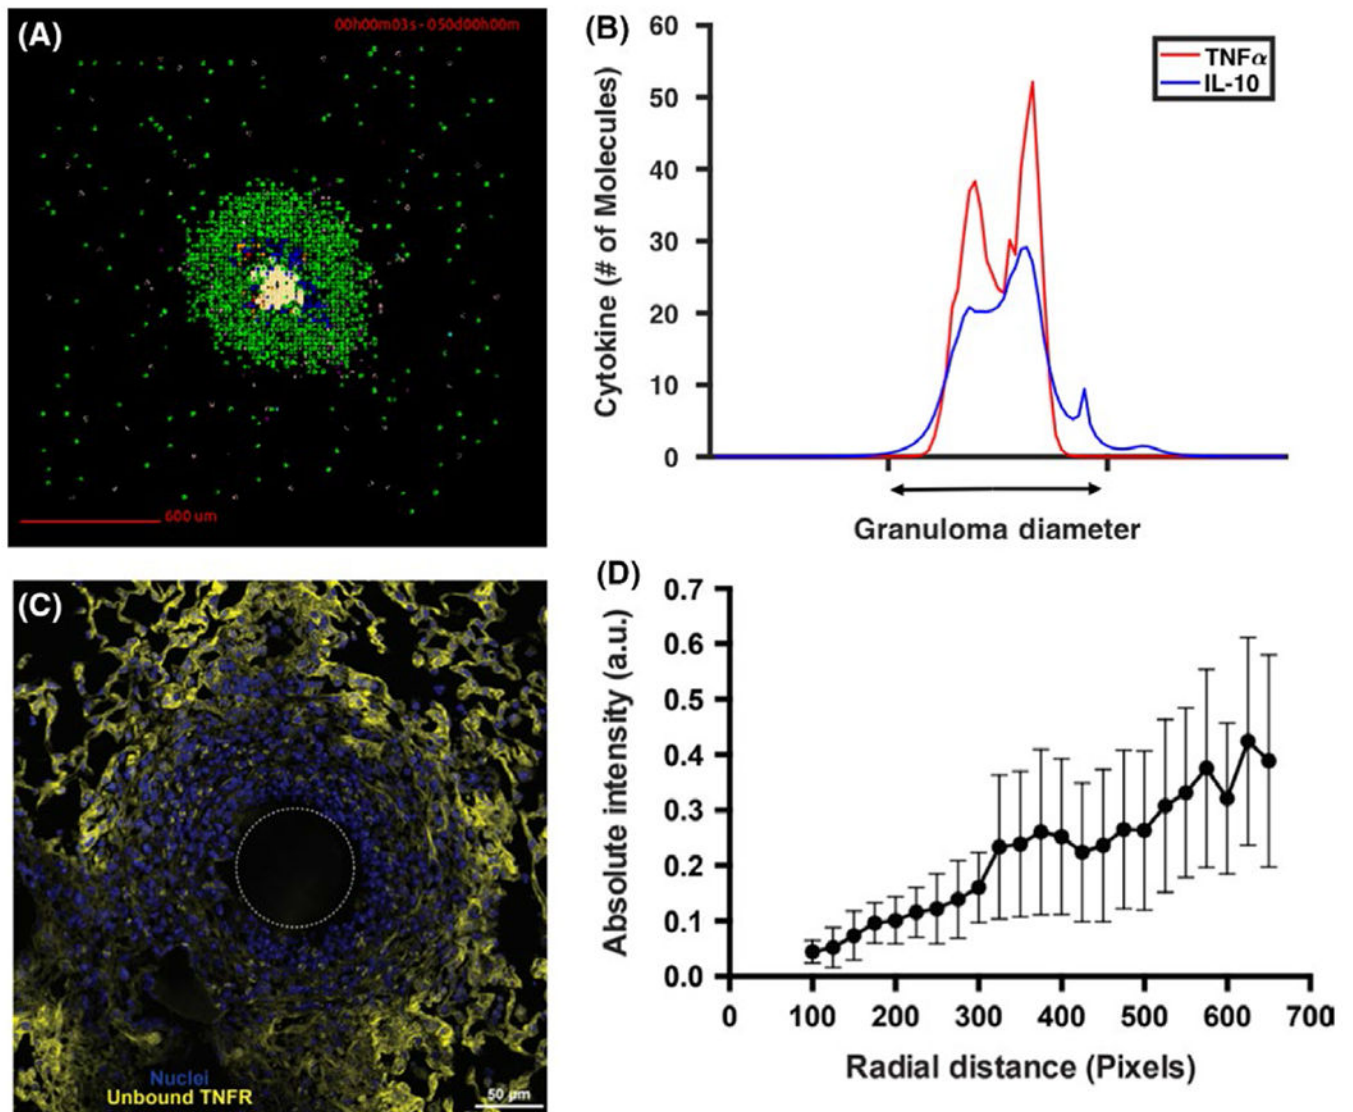 (A)
00h00m03s - 050d00h00m
600 um
(B)
60
50
40
30
20
10
0
Cytokine (# of Molecules)
TNFα
IL-10
Granuloma diameter
(C)
Nuclei
Unbound TNFR
50 µm
(D)
0.7
0.6
0.5
0.4
0.3
0.2
0.1
0.0
Absolute intensity (a.u.)
0 100 200 300 400 500 600 700
Radial distance (Pixels)